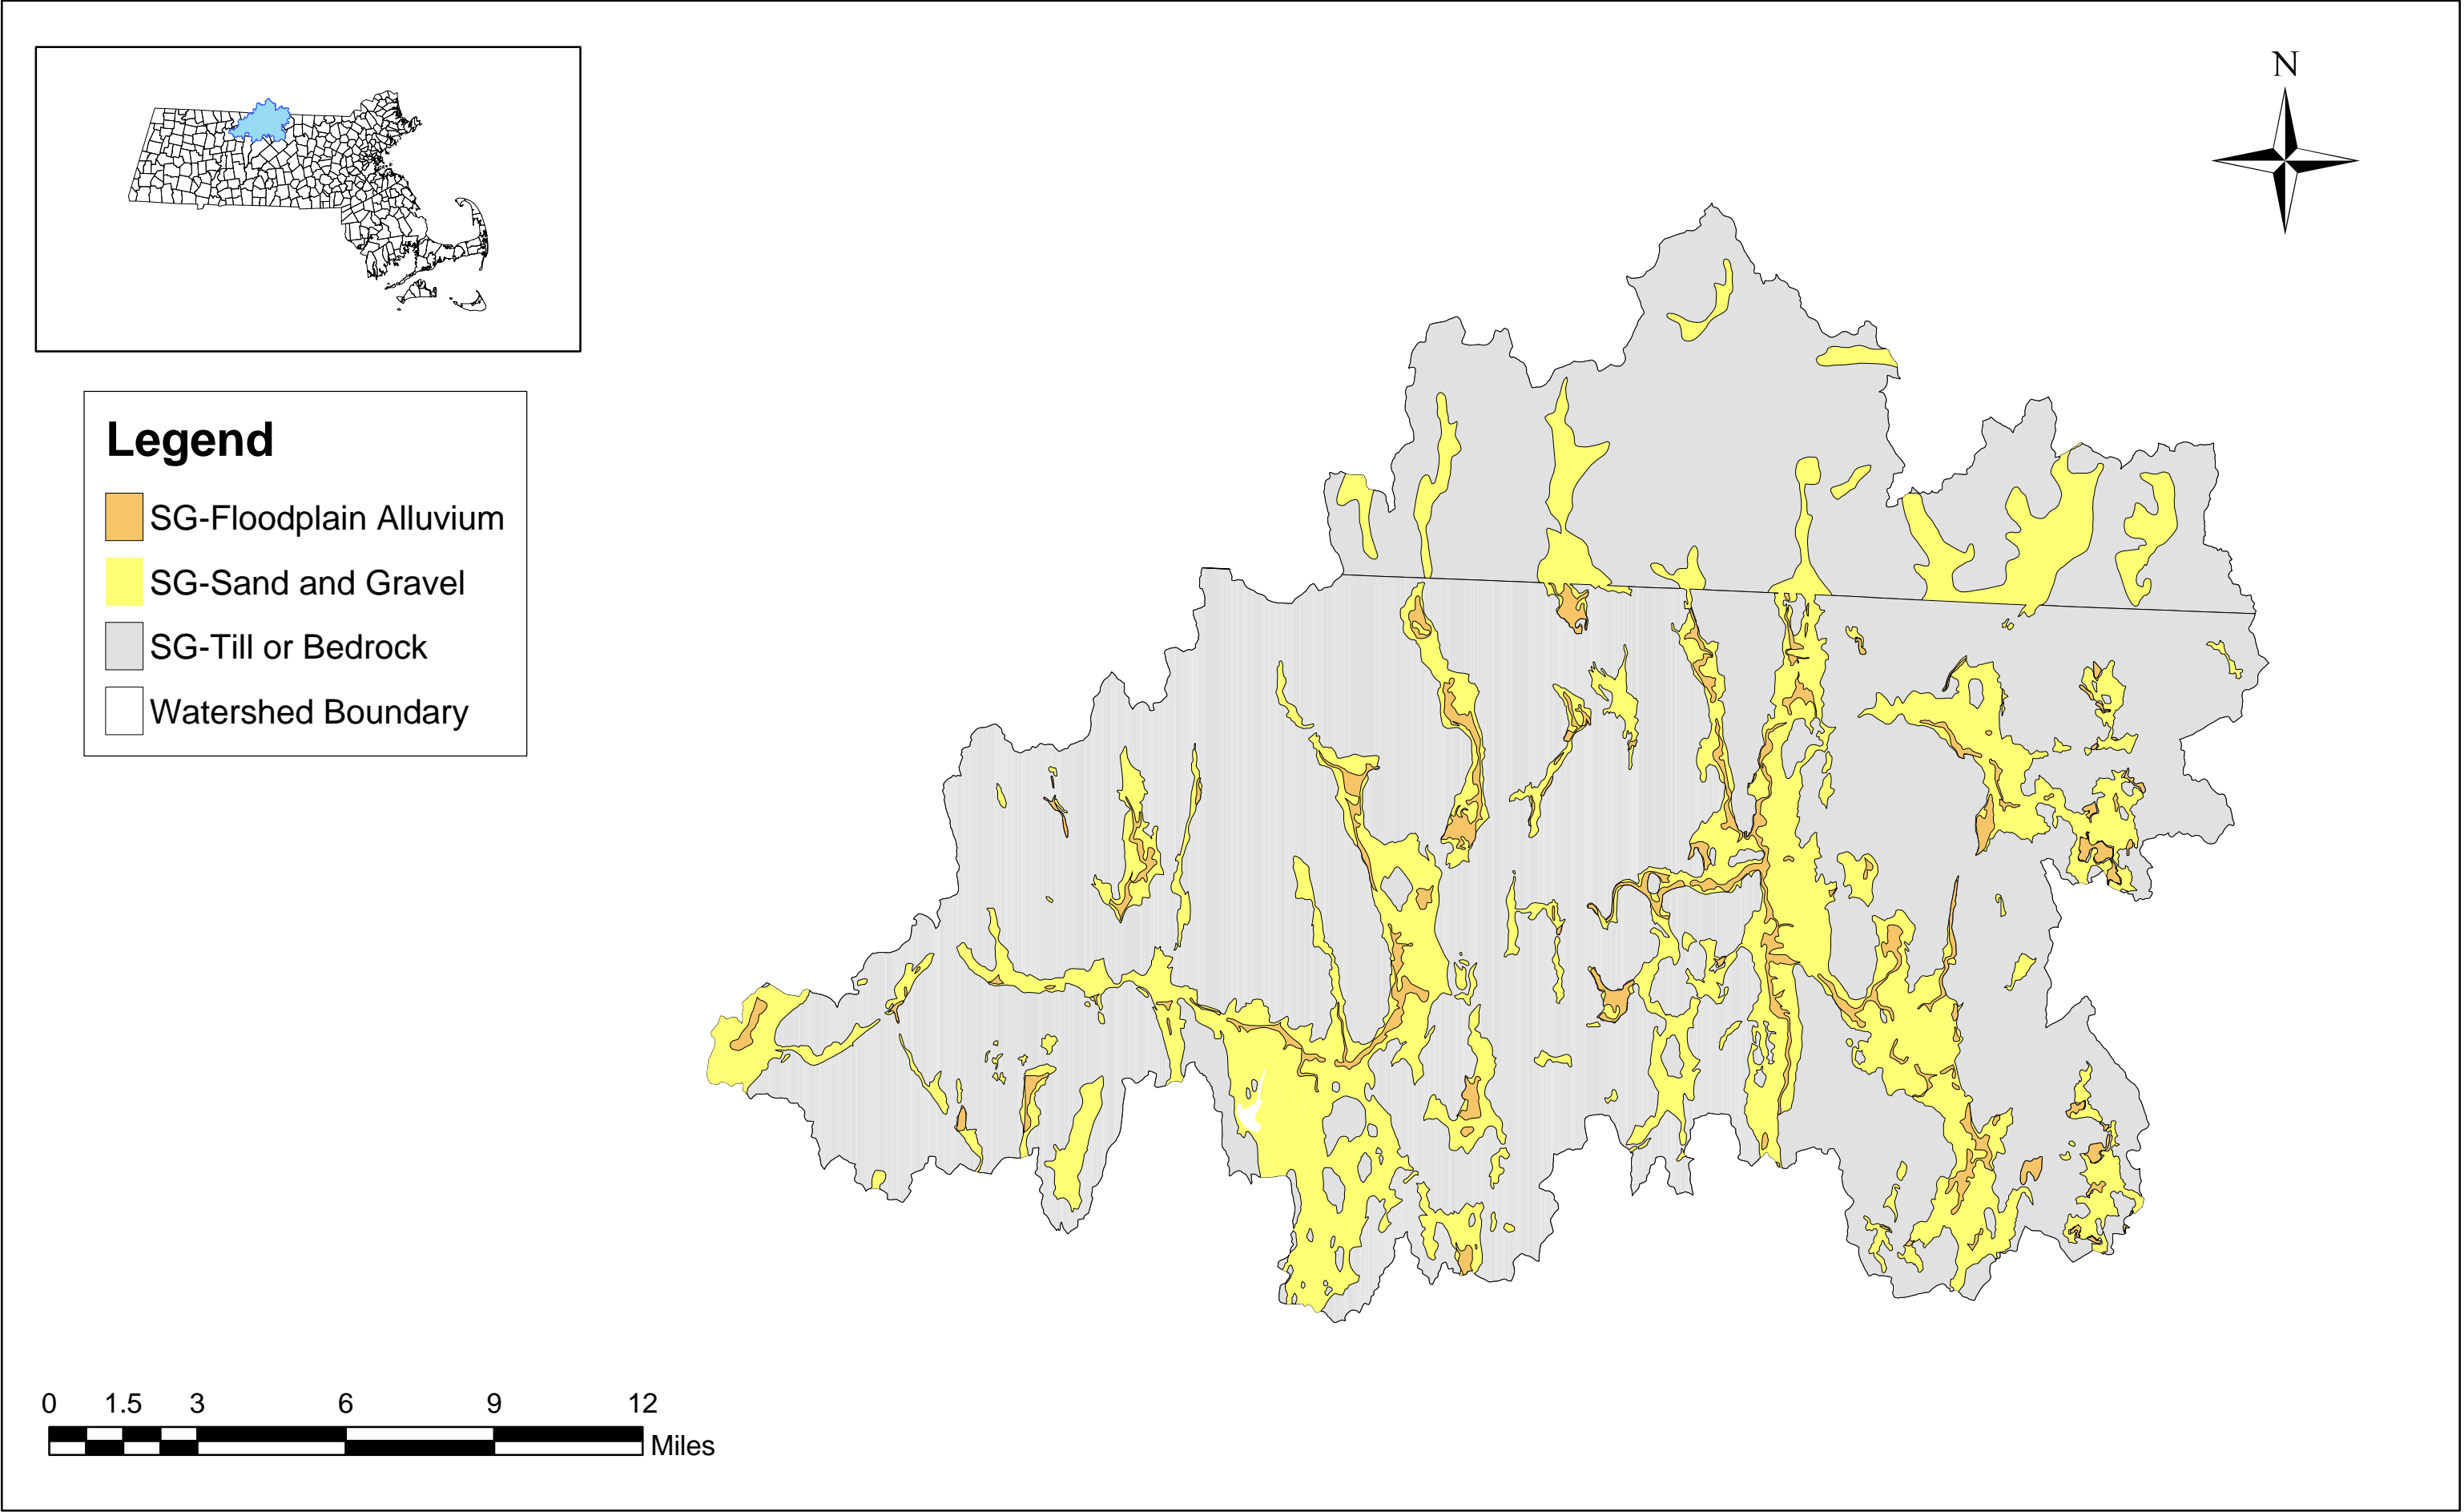 N
Legend
SG-Floodplain Alluvium
SG-Sand and Gravel
SG-Till or Bedrock
Watershed Boundary
0 1.5 3 6 9 12
Miles